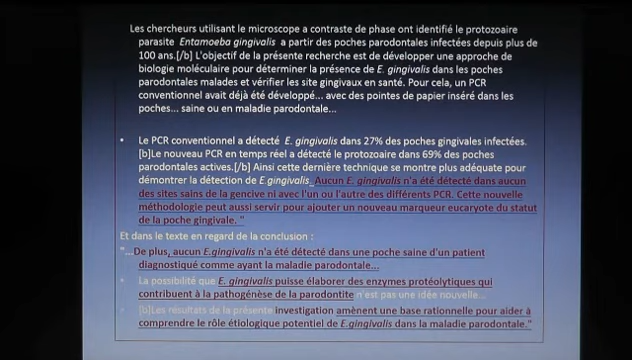 Les chercheurs utilisant le microscope a contraste de phase ont identifié le protozoaire
parasite Entamoeba gingivalis a partir des poches parodontales infectées depuis plus de
100 ans.[/b] L'objectif de la présente recherche est de développer une approche de
biologie moléculaire pour déterminer la présence de E. gingivalis dans les poches
parodontales malades et vérifier les site gingivaux en santé. Pour cela, un PCR
conventionnel avait déjà été développé... avec des pointes de papier inséré dans les
poches... saine ou en maladie parodontale...
• Le PCR conventionnel a détecté E. gingivalis dans 27% des poches gingivales infectées.
[b]Le nouveau PCR en temps réel a détecté le protozoaire dans 69% des poches
parodontales actives.[/b] Ainsi cette dernière technique se montre plus adéquate pour
démontrer la détection de E.gingivalis. Aucun E. gingivalis n'a été détecté dans aucun
des sites sains de la gencive ni avec l'un ou l'autre des différents PCR. Cette nouvelle
méthodologie peut aussi servir pour ajouter un nouveau marqueur eucaryote du statut
de la poche gingivale. "
Et dans le texte en regard de la conclusion :
"...De plus, aucun E.gingivalis n'a été détecté dans une poche saine d'un patient
diagnostiqué comme ayant la maladie parodontale...
• La possibilité que E. gingivalis puisse élaborer des enzymes protéolytiques qui
contribuent à la pathogénèse de la parodontite n'est pas une idée nouvelle...
• [b]Les résultats de la présente investigation amènent une base rationnelle pour aider à
comprendre le rôle étiologique potentiel de E.gingivalis dans la maladie parodontale."